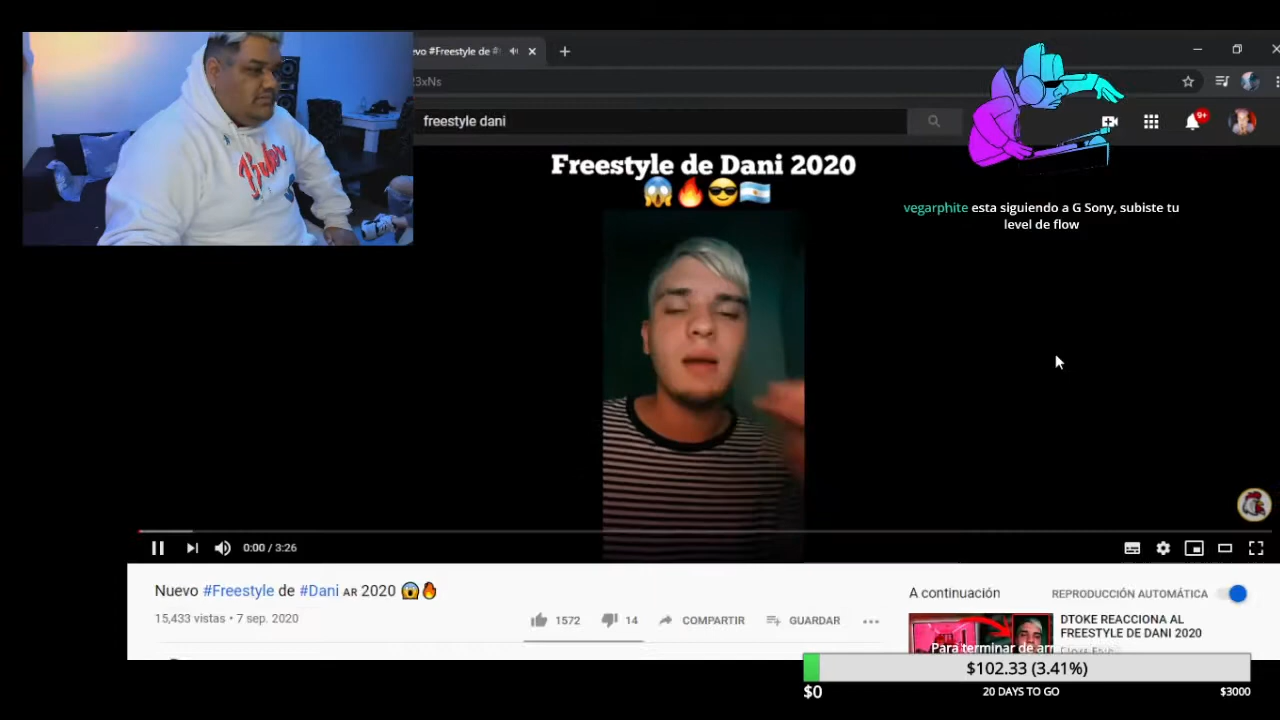 evo #Freestyle de #
3xNs
freestyle dani
9+
Freestyle de Dani 2020
😱🔥😎🇦🇷
vegarphite esta siguiendo a G Sony, subiste tu
level de flow
0:00 / 3:26
Nuevo #Freestyle de #Dani AR 2020 😱🔥
15,433 vistas • 7 sep. 2020
1572
14
COMPARTIR
GUARDAR
A continuación
REPRODUCCIÓN AUTOMÁTICA
DTOKE REACCIONA AL
FREESTYLE DE DANI 2020
Para terminar de
$102.33 (3.41%)
$0
20 DAYS TO GO
$3000